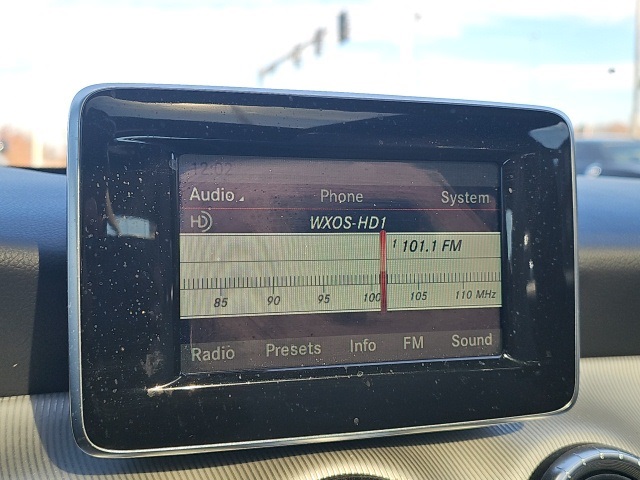 12:02
Audio Phone System
HD WXOS-HD1
1 101.1 FM
85 90 95 100 105 110 MHz
Radio Presets Info FM Sound